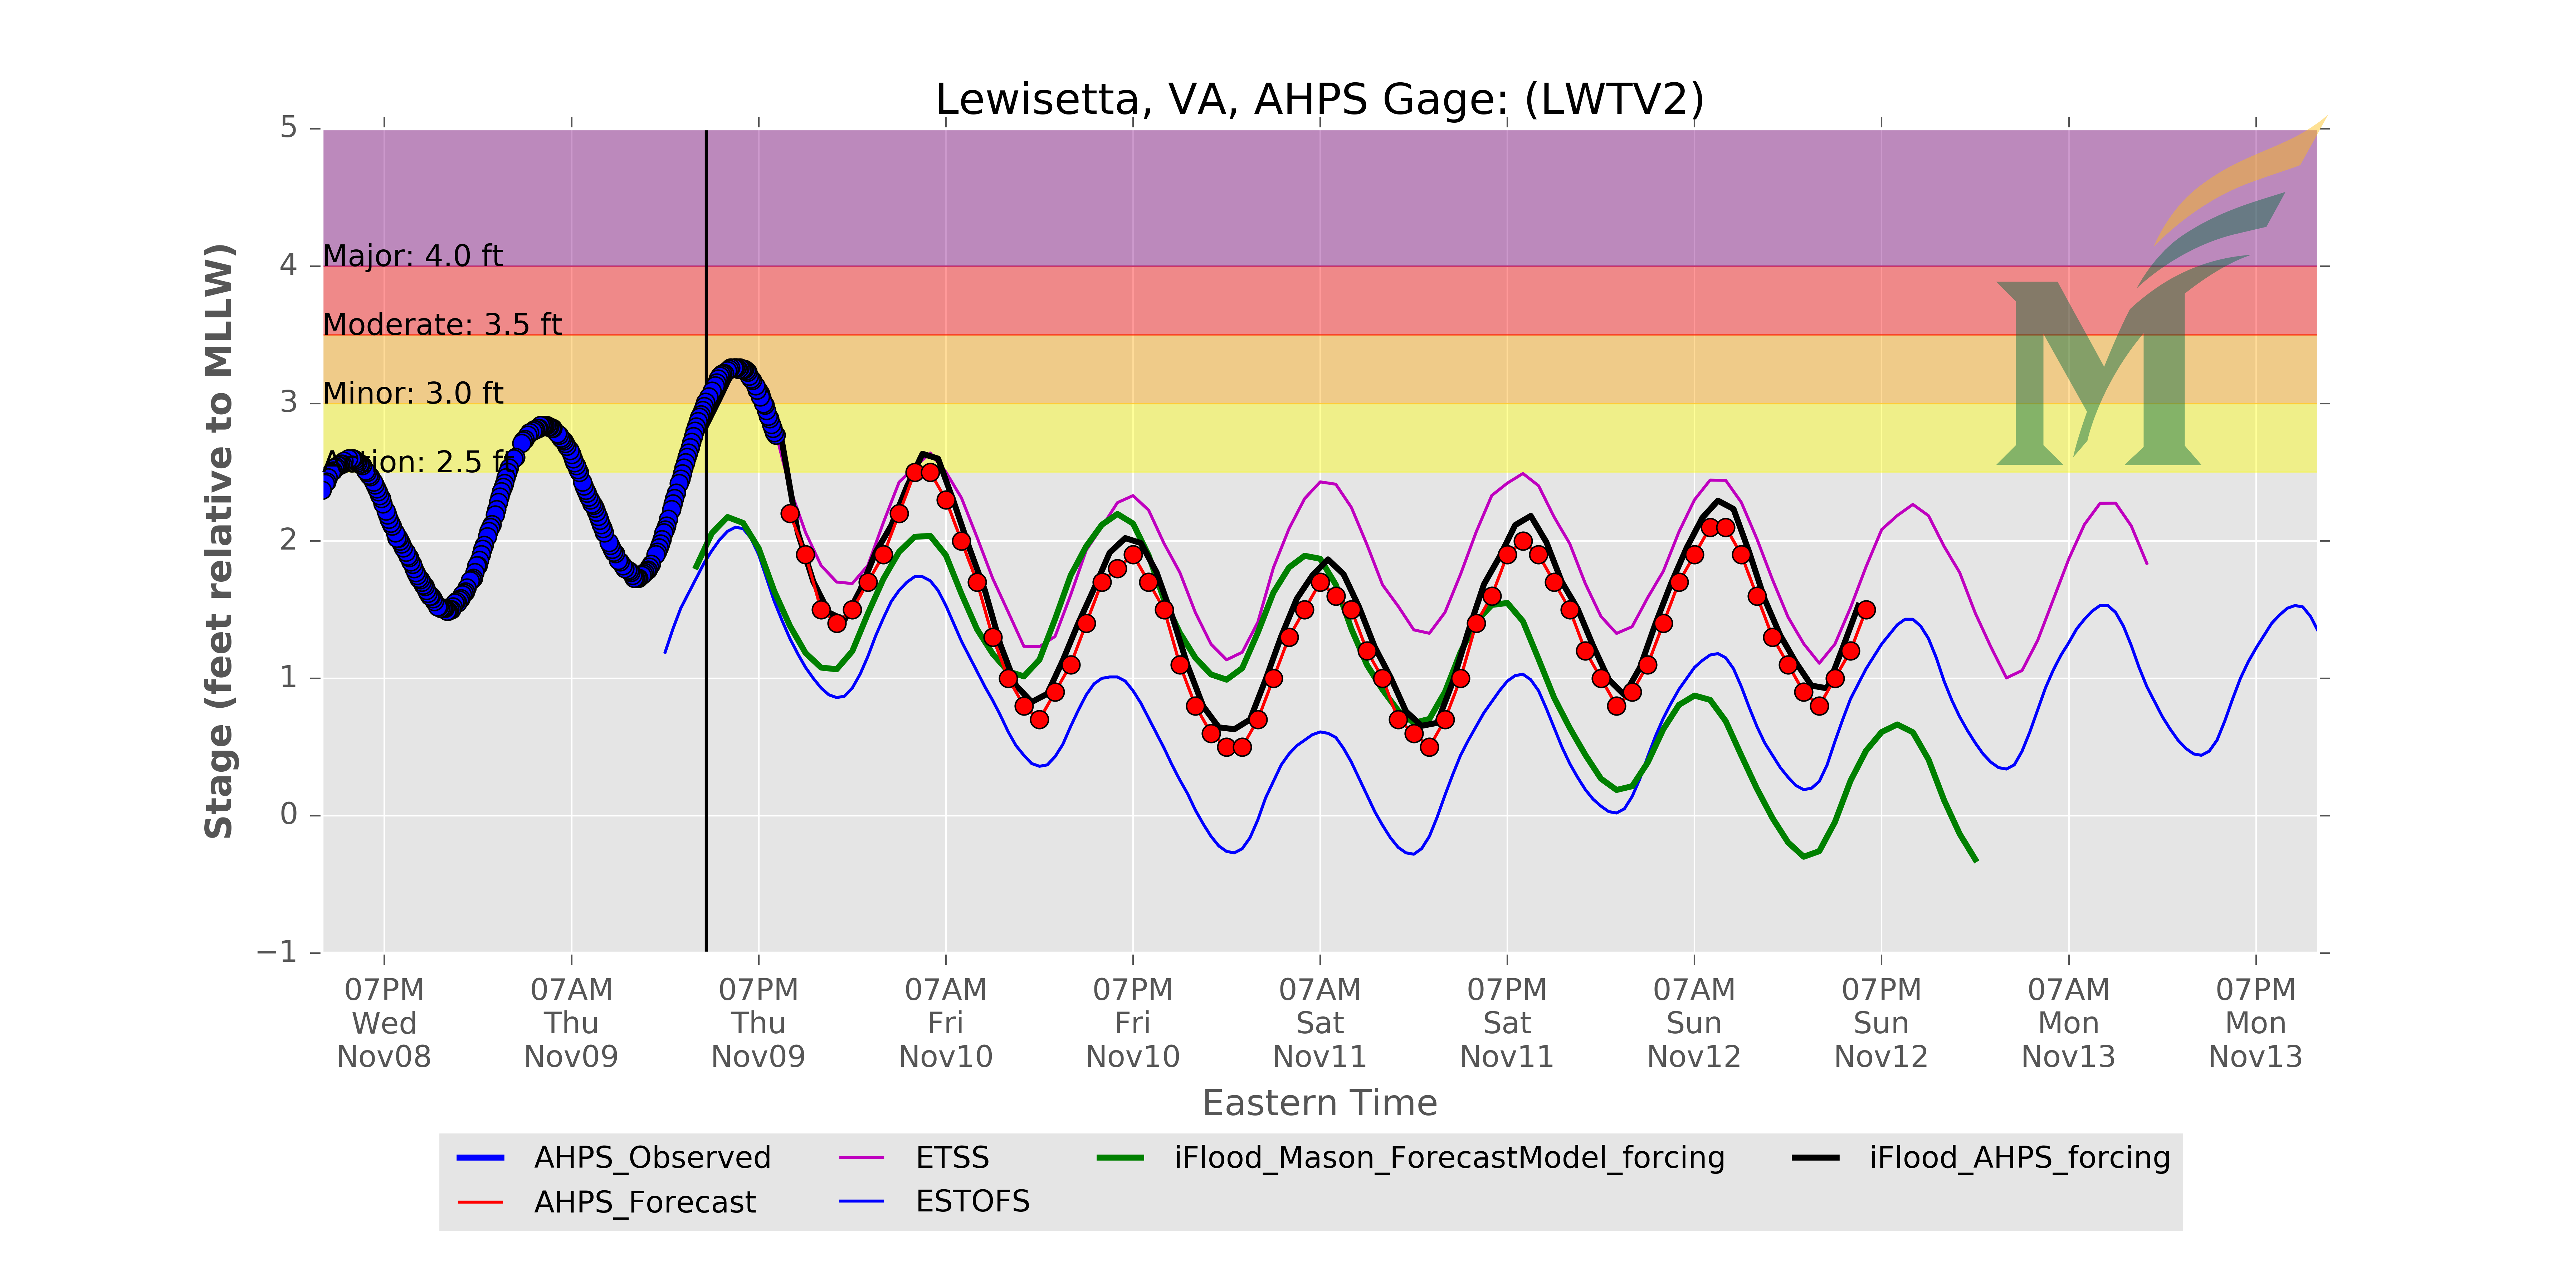 Lewisetta, VA, AHPS Gage: (LWTV2)
Stage (feet relative to MLLW)
5
4
3
2
1
0
−1
Major: 4.0 ft
Moderate: 3.5 ft
Minor: 3.0 ft
Action: 2.5 ft
07PM 07AM 07PM 07AM 07PM 07AM 07PM 07AM 07PM 07AM 07PM
Wed Thu Thu Fri Fri Sat Sat Sun Sun Mon Mon
Nov08 Nov09 Nov09 Nov10 Nov10 Nov11 Nov11 Nov12 Nov12 Nov13 Nov13
Eastern Time
AHPS_Observed ETSS iFlood_Mason_ForecastModel_forcing iFlood_AHPS_forcing
AHPS_Forecast ESTOFS
M